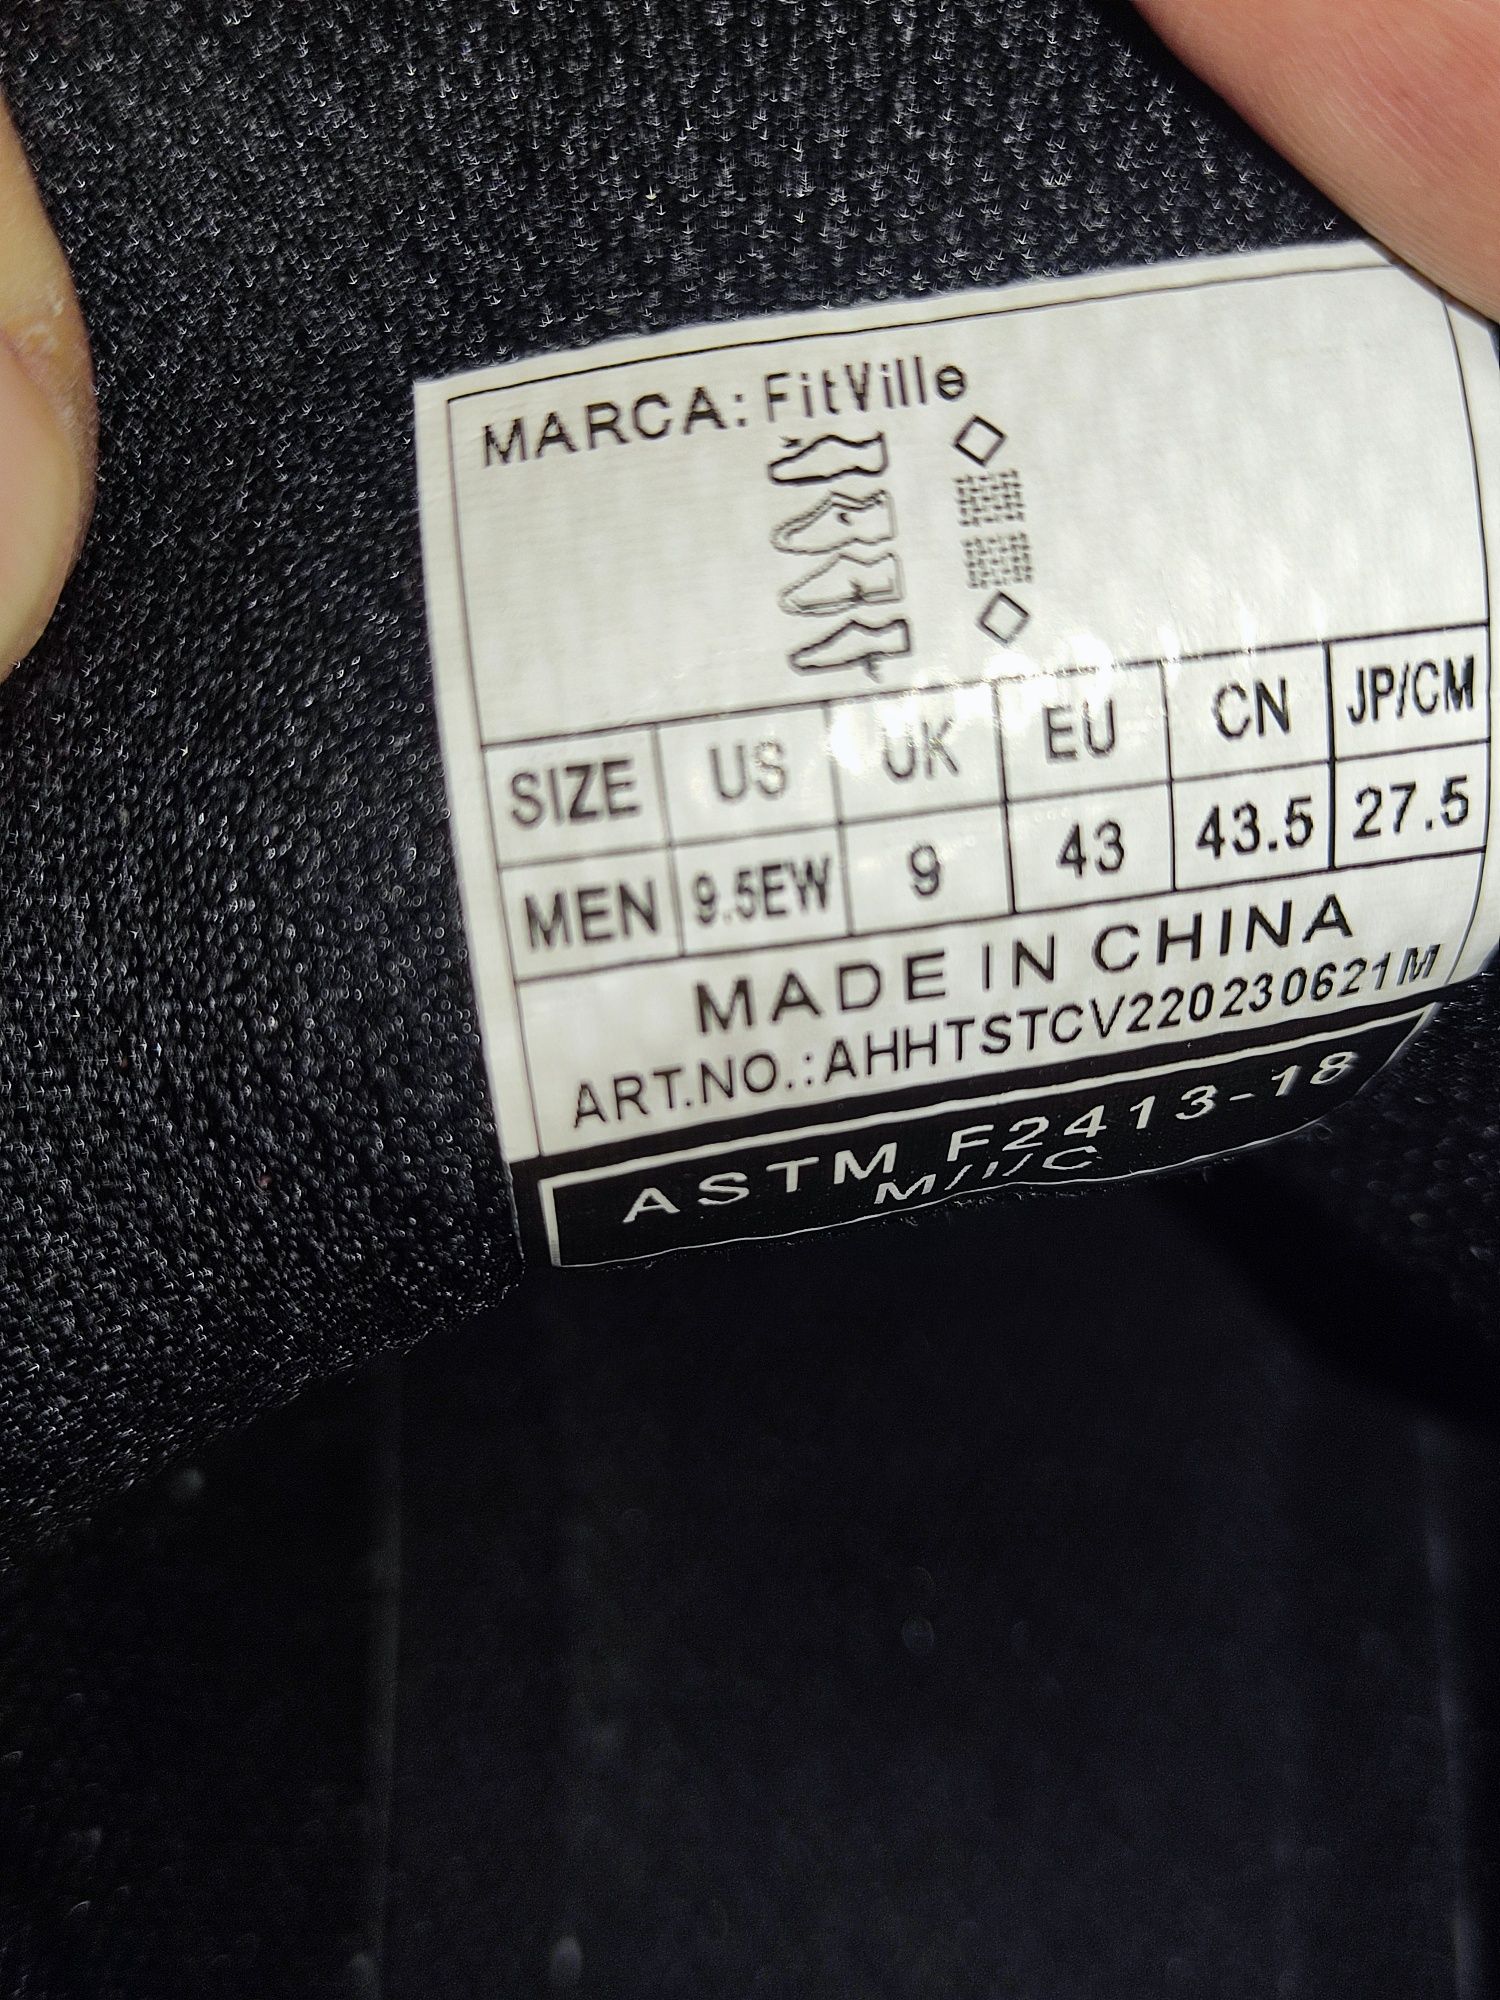 MARCA: FitVille
SIZE US UK EU CN JP/CM
MEN 9.5EW 9 43 43.5 27.5
MADE IN CHINA
ART.NO.:AHHTSTCV220230621M
ASTM F2413-18
M/I/C